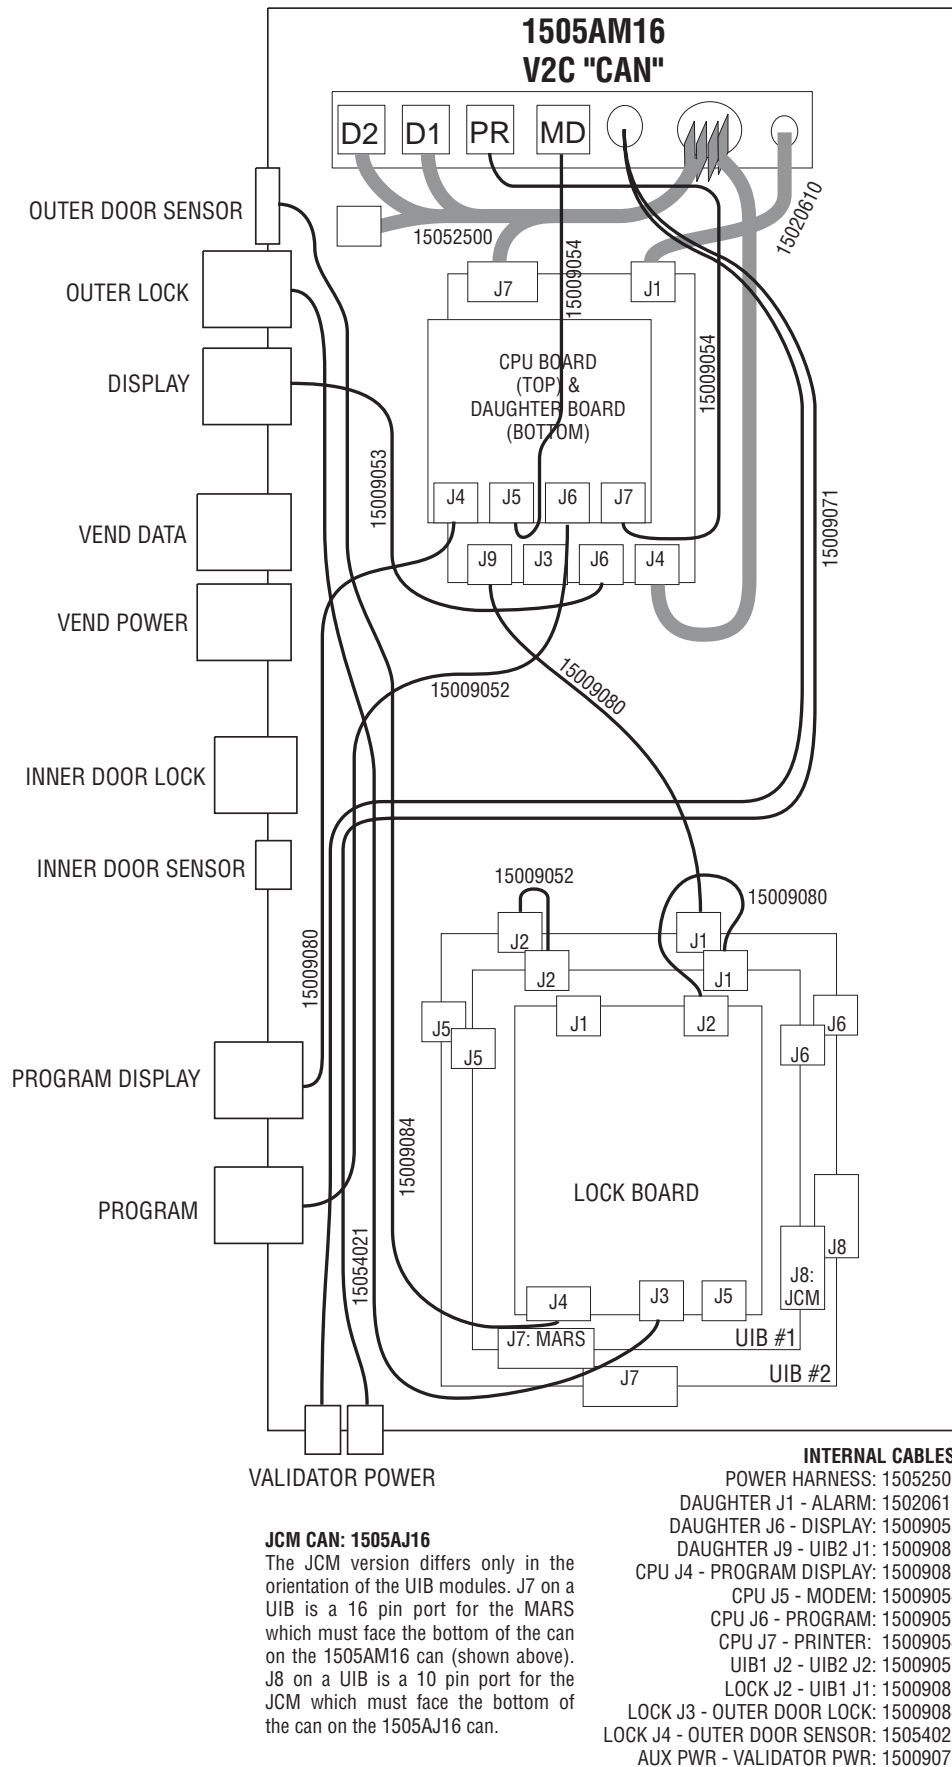 1505AM16
V2C "CAN"
D2
D1
PR
MD
OUTER DOOR SENSOR
15052500
15020610
15009054
OUTER LOCK
J7
J1
DISPLAY
CPU BOARD
(TOP) &
DAUGHTER BOARD
(BOTTOM)
15009054
15009053
J4
J5
J6
J7
15009071
VEND DATA
J9
J3
J6
J4
VEND POWER
15009052
15009080
INNER DOOR LOCK
INNER DOOR SENSOR
15009052
15009080
15009080
J2
J1
J2
J1
J5
J5
J1
J2
J6
J6
PROGRAM DISPLAY
15009084
LOCK BOARD
PROGRAM
15054021
J8
J8:
JCM
J4
J3
J5
J7: MARS
UIB #1
J7
UIB #2
VALIDATOR POWER
INTERNAL CABLES
POWER HARNESS: 1505250
DAUGHTER J1 - ALARM: 1502061
DAUGHTER J6 - DISPLAY: 1500905
DAUGHTER J9 - UIB2 J1: 1500908
CPU J4 - PROGRAM DISPLAY: 1500908
CPU J5 - MODEM: 1500905
CPU J6 - PROGRAM: 1500905
CPU J7 - PRINTER: 1500905
UIB1 J2 - UIB2 J2: 1500905
LOCK J2 - UIB1 J1: 1500908
LOCK J3 - OUTER DOOR LOCK: 1500908
LOCK J4 - OUTER DOOR SENSOR: 1505402
AUX PWR - VALIDATOR PWR: 1500907
JCM CAN: 1505AJ16
The JCM version differs only in the
orientation of the UIB modules. J7 on a
UIB is a 16 pin port for the MARS
which must face the bottom of the can
on the 1505AM16 can (shown above).
J8 on a UIB is a 10 pin port for the
JCM which must face the bottom of
the can on the 1505AJ16 can.